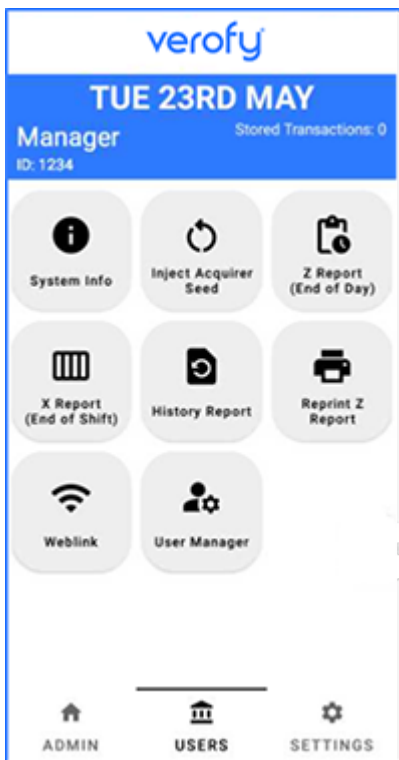 verofy
TUE 23RD MAY
Manager
Stored Transactions: 0
ID: 1234
System Info
Inject Acquirer
Seed
Z Report
(End of Day)
X Report
(End of Shift)
History Report
Reprint Z
Report
Weblink
User Manager
ADMIN
USERS
SETTINGS